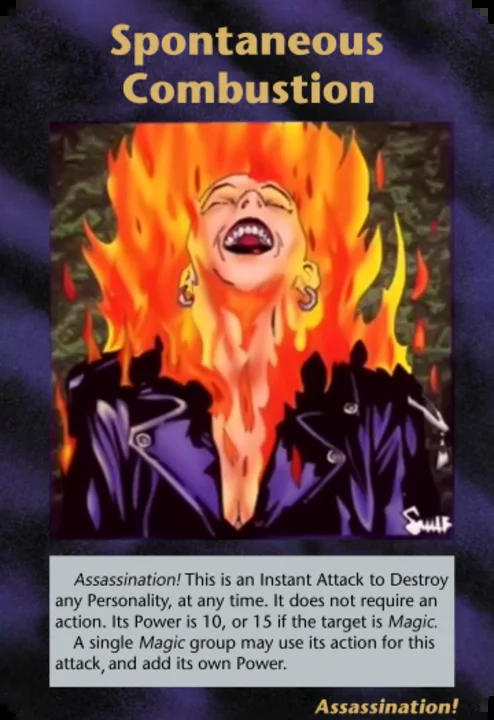 Spontaneous
Combustion
Assassination! This is an Instant Attack to Destroy
any Personality, at any time. It does not require an
action. Its Power is 10, or 15 if the target is Magic.
A single Magic group may use its action for this
attack, and add its own Power.
Assassination!